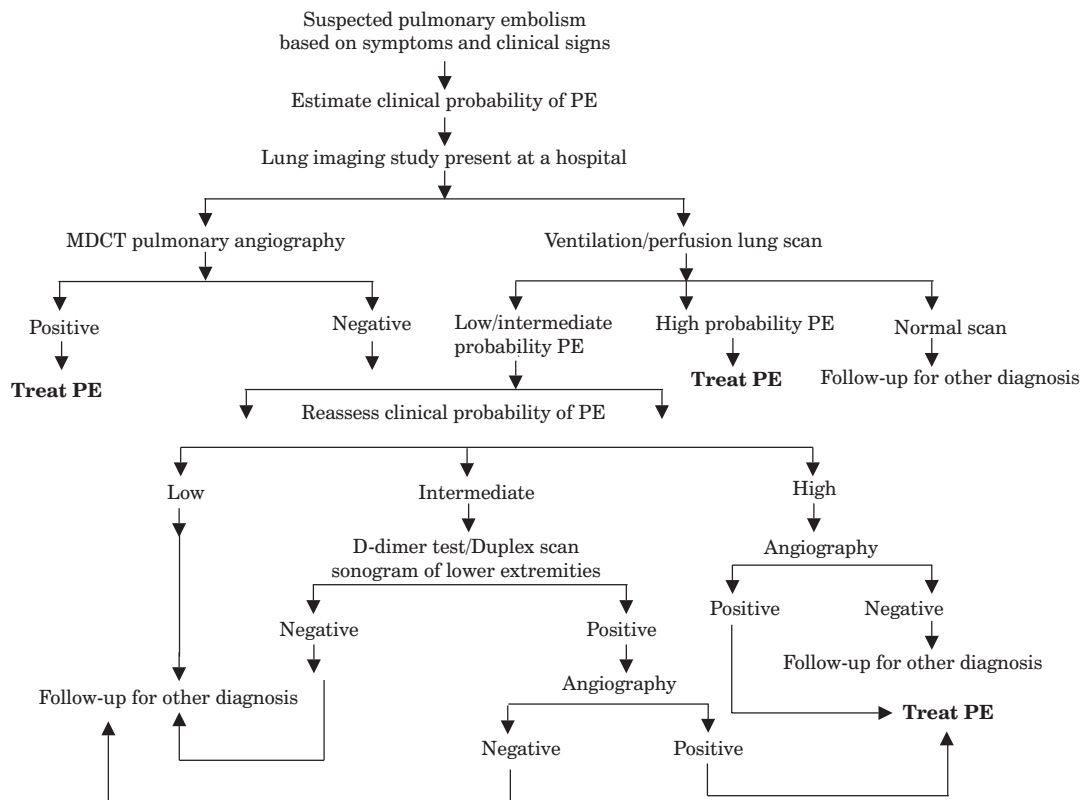 Suspected pulmonary embolism
based on symptoms and clinical signs
Estimate clinical probability of PE
Lung imaging study present at a hospital
MDCT pulmonary angiography
Ventilation/perfusion lung scan
Positive
Negative
Low/intermediate
probability PE
High probability PE
Normal scan
Treat PE
Treat PE
Follow-up for other diagnosis
Reassess clinical probability of PE
Low
Intermediate
High
D-dimer test/Duplex scan
sonogram of lower extremities
Angiography
Negative
Positive
Positive
Negative
Follow-up for other diagnosis
Angiography
Follow-up for other diagnosis
Treat PE
Negative
Positive